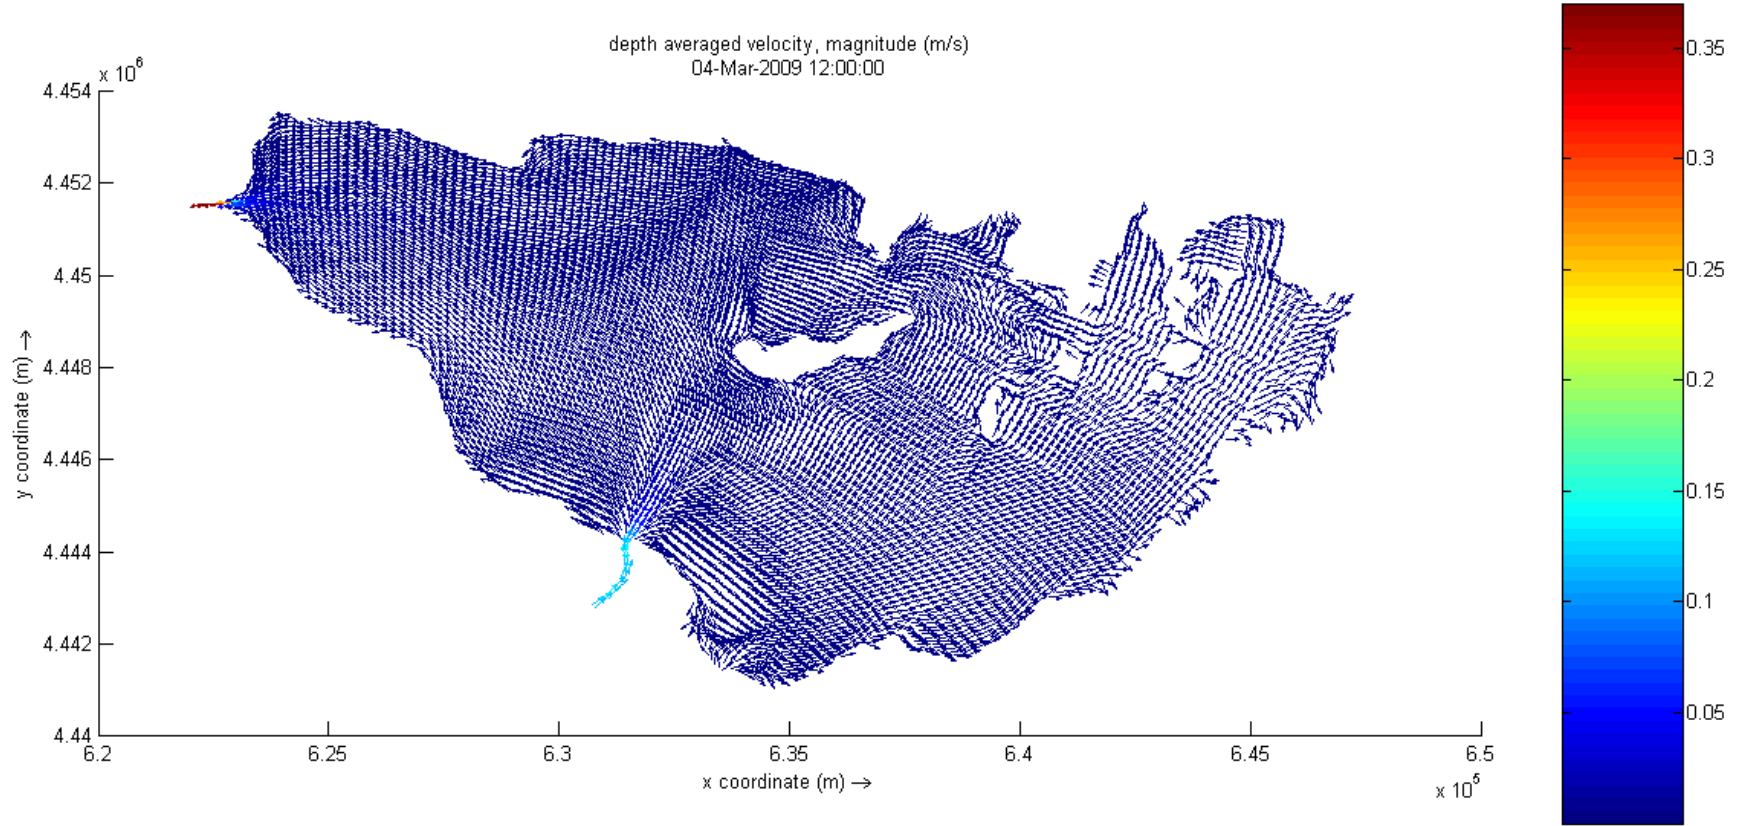 depth averaged velocity, magnitude (m/s)
04-Mar-2009 12:00:00
x 10^6
4.454
4.452
4.45
4.448
4.446
4.444
4.442
4.44
y coordinate (m) →
6.2 6.25 6.3 6.35 6.4 6.45 6.5
x coordinate (m) →
x 10^5
0.35
0.3
0.25
0.2
0.15
0.1
0.05